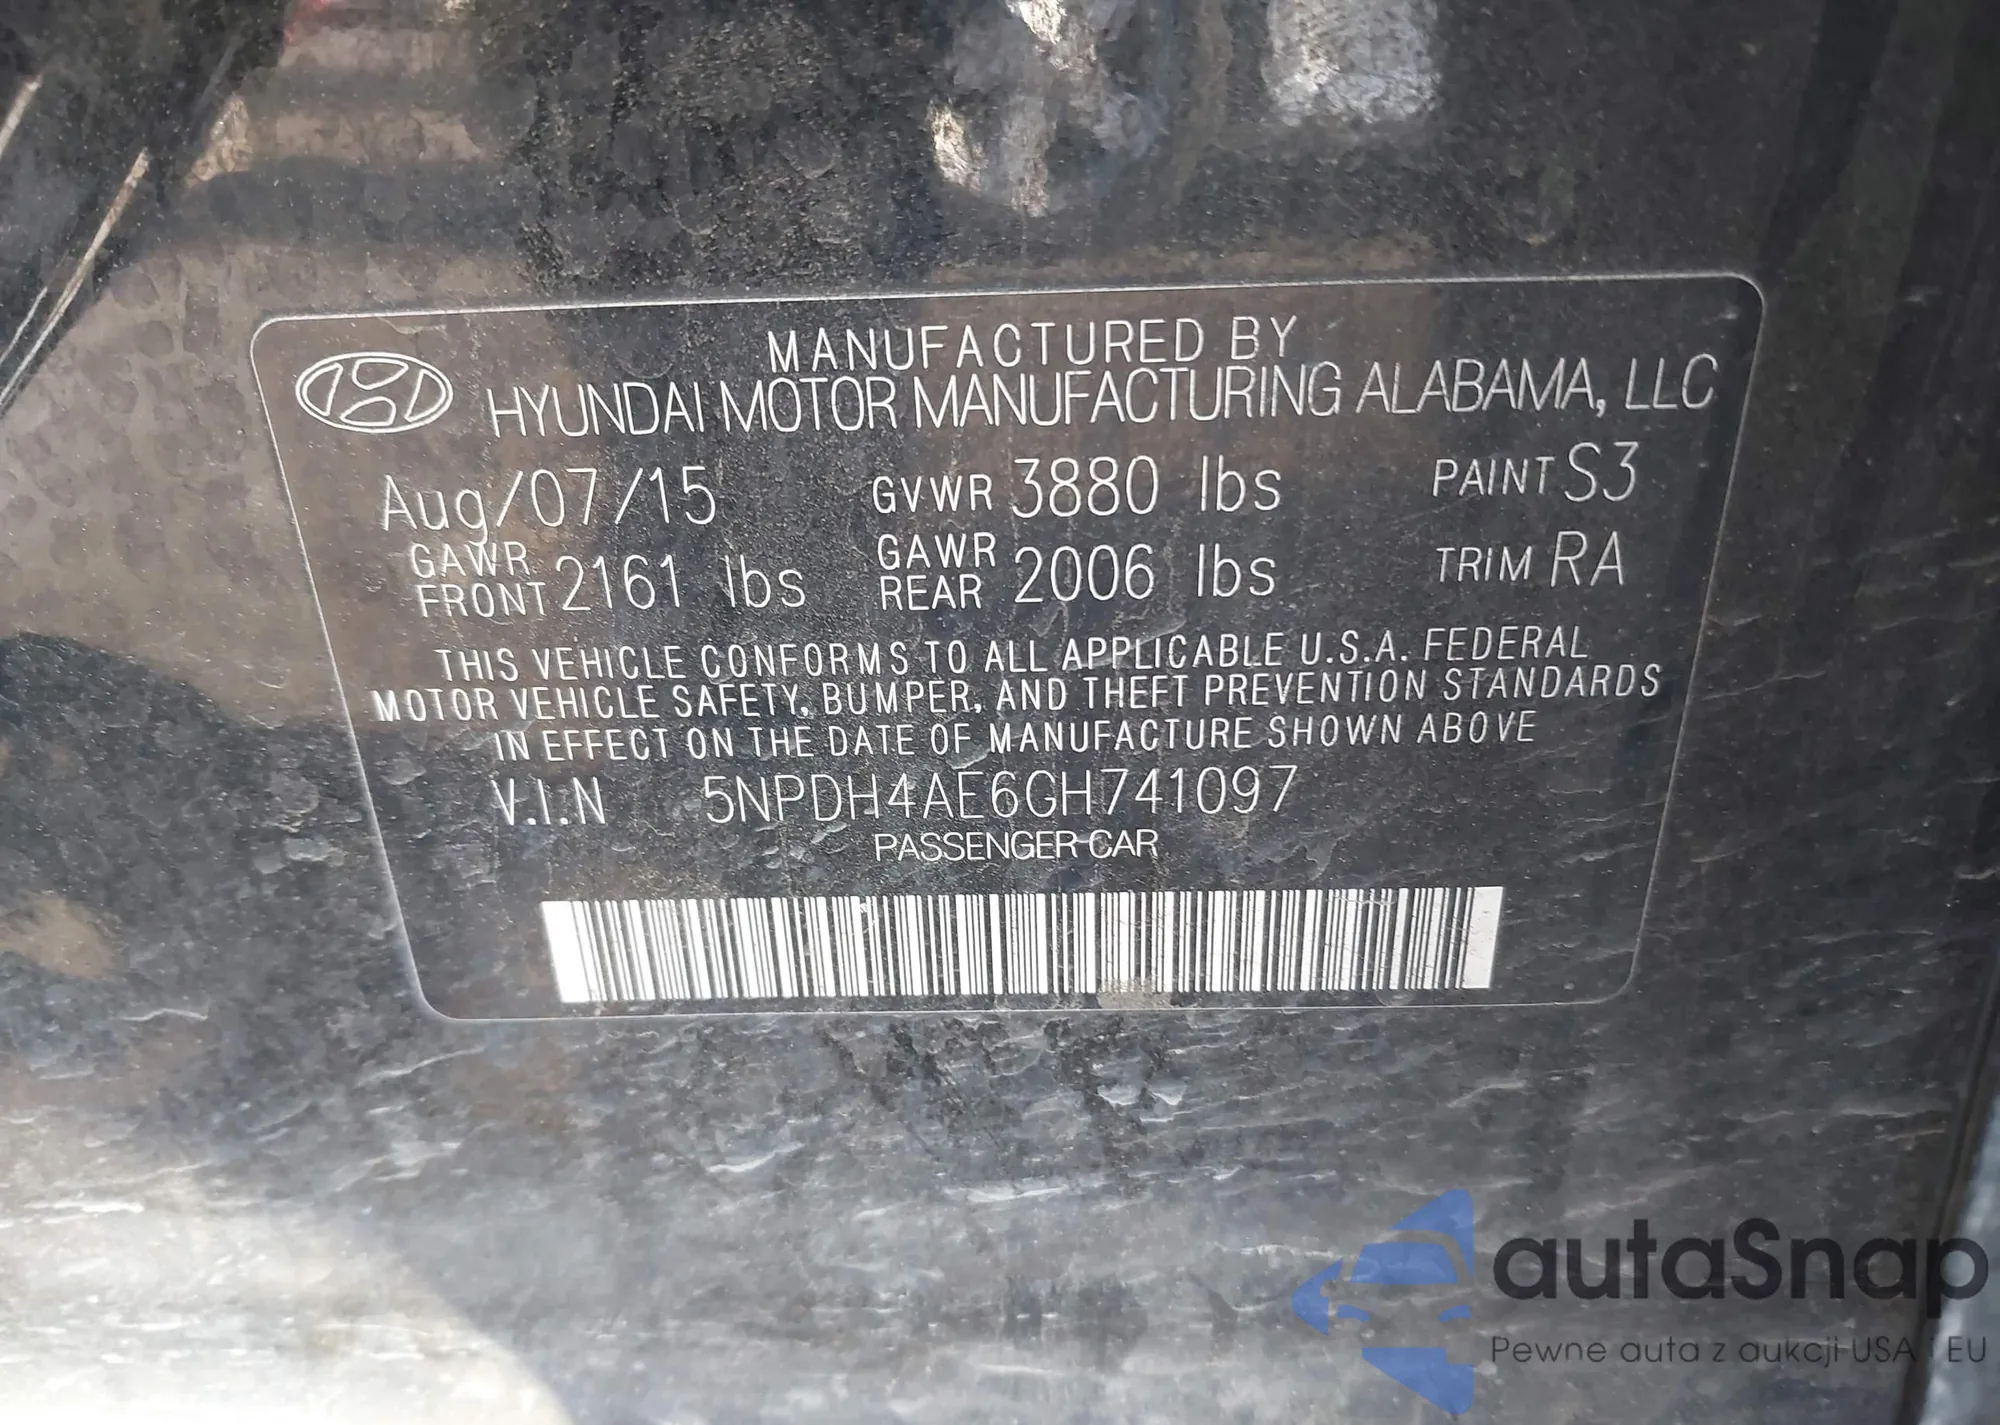 MANUFACTURED BY
HYUNDAI MOTOR MANUFACTURING ALABAMA, LLC
Aug/07/15 GVWR 3880 lbs PAINT S3
GAWR FRONT 2161 lbs GAWR REAR 2006 lbs TRIM RA
THIS VEHICLE CONFORMS TO ALL APPLICABLE U.S.A. FEDERAL
MOTOR VEHICLE SAFETY, BUMPER, AND THEFT PREVENTION STANDARDS
IN EFFECT ON THE DATE OF MANUFACTURE SHOWN ABOVE
V.I.N 5NPDH4AE6GH741097
PASSENGER CAR
autaSnap
Pewne auta z aukcji USA i EU